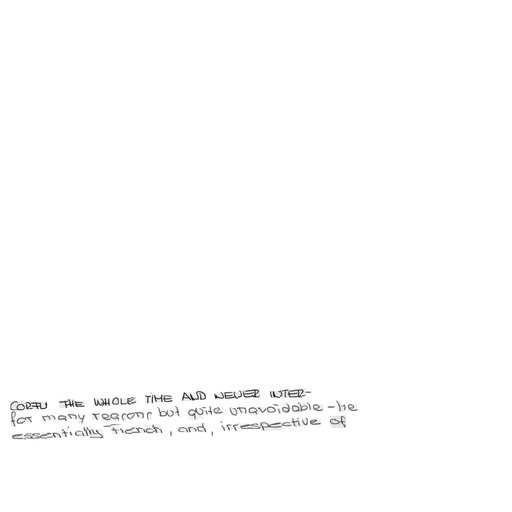 CORFU THE WHOLE TIME AND NEVER INTER-
for many reasons but quite unavoidable - he
essentially French, and, irrespective of